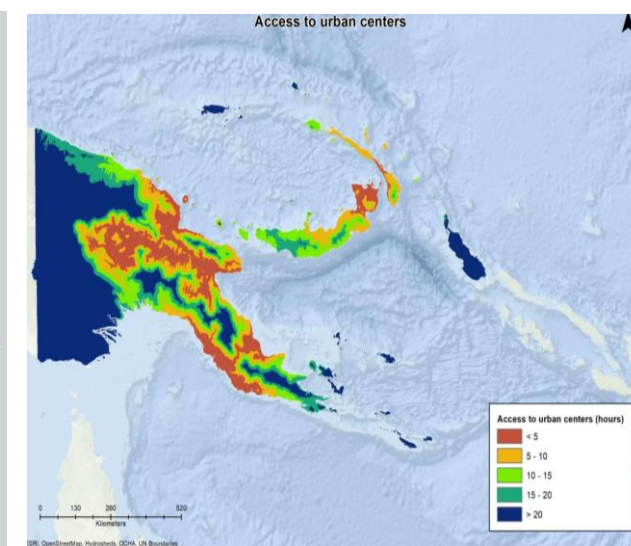 Access to urban centers
Access to urban centers (hours)
< 5
5 - 10
10 - 15
15 - 20
> 20
0 130 260 520
Kilometers
ESRI, OpenStreetMap, Hydrosheds, OCHA, UN Boundaries